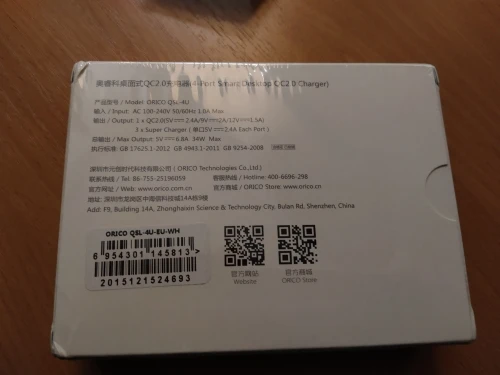 奥睿科桌面式QC2.0充电器(4-Port Smart Desktop QC2.0 Charger)
产品型号 / Model: ORICO QSL-4U
输入 / Input: AC 100-240V 50/60Hz 1.0A Max
输出 / Output: 1 x QC2.0(5V⎓2.4A/9V⎓2A/12V⎓1.5A)
3 x Super Charger ( 单口5V⎓2.4A Each Port )
总输出 / Max Output: 5V⎓6.8A 34W Max
执行标准: GB 17625.1-2012 GB 4943.1-2011 GB 9254-2008
深圳市元创时代科技有限公司 ( ORICO Technologies Co.,Ltd )
联系热线 / Tel: 86-755-23196059 客服热线 / Hotline: 400-6696-298
官方网址 / Web: www.orico.com.cn 官方商城 / ORICO Store: www.orico.cc
地址: 深圳市龙岗区中海信科技城14A栋9楼
Add: F9, Building 14A, Zhonghaixin Science & Technology City, Bulan Rd, Shenzhen, China
ORICO QSL-4U-EU-WH
6 954301 145813 >
2015121524693
官方网站
Website
官方商城
ORICO Store